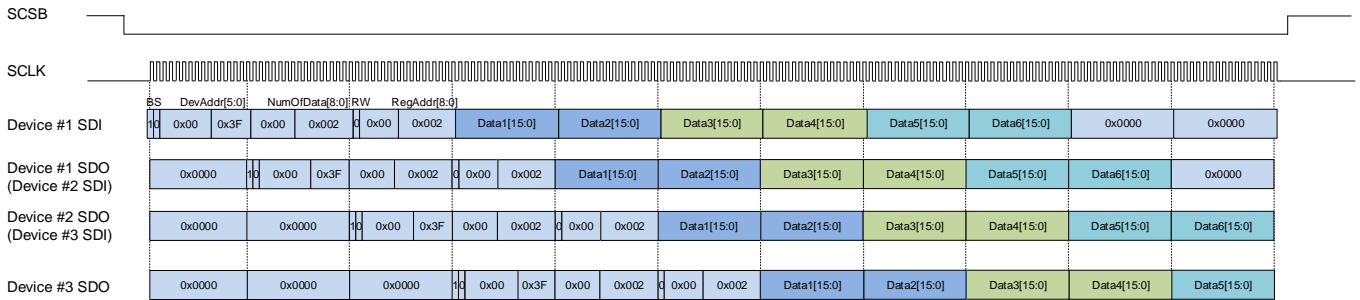 SCSB
SCLK
BS DevAddr[5:0] NumOfData[8:0] RW RegAddr[8:0]
Device #1 SDI 1 0 0x00 0x3F 0x00 0x002 0 0x00 0x002 Data1[15:0] Data2[15:0] Data3[15:0] Data4[15:0] Data5[15:0] Data6[15:0] 0x0000 0x0000
Device #1 SDO
(Device #2 SDI) 0x0000 1 0 0x00 0x3F 0x00 0x002 0 0x00 0x002 Data1[15:0] Data2[15:0] Data3[15:0] Data4[15:0] Data5[15:0] Data6[15:0] 0x0000
Device #2 SDO
(Device #3 SDI) 0x0000 0x0000 1 0 0x00 0x3F 0x00 0x002 0 0x00 0x002 Data1[15:0] Data2[15:0] Data3[15:0] Data4[15:0] Data5[15:0] Data6[15:0]
Device #3 SDO 0x0000 0x0000 0x0000 1 0 0x00 0x3F 0x00 0x002 0 0x00 0x002 Data1[15:0] Data2[15:0] Data3[15:0] Data4[15:0] Data5[15:0]